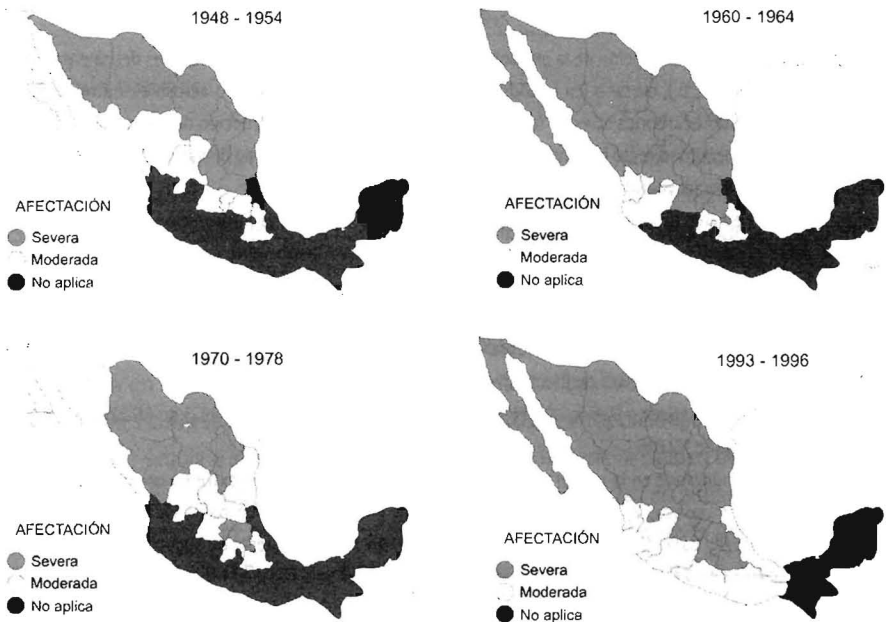 1948 - 1954
AFECTACIÓN
Severa
Moderada
No aplica
1960 - 1964
AFECTACIÓN
Severa
Moderada
No aplica
1970 - 1978
AFECTACIÓN
Severa
Moderada
No aplica
1993 - 1996
AFECTACIÓN
Severa
Moderada
No aplica